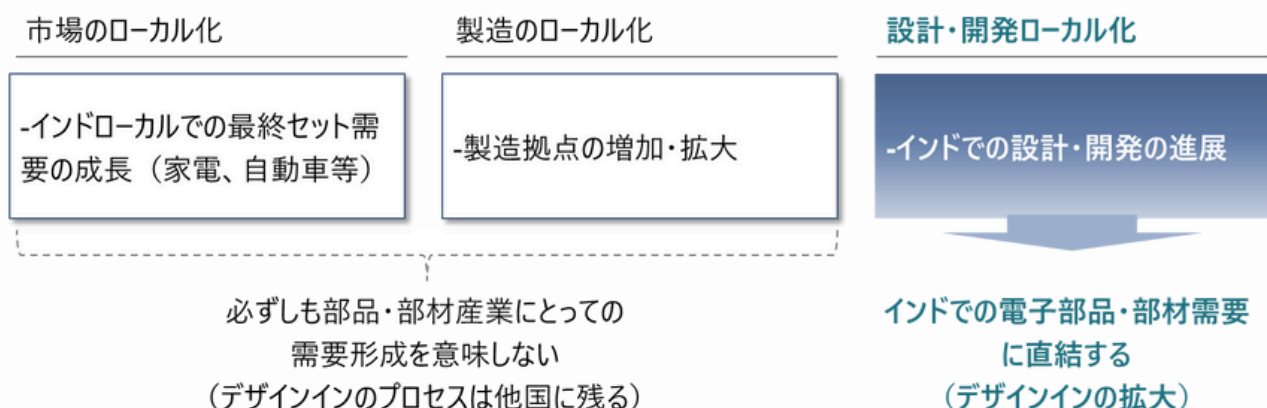 市場のローカル化
-インドローカルでの最終セット需
要の成長（家電、自動車等）
製造のローカル化
-製造拠点の増加・拡大
設計・開発ローカル化
-インドでの設計・開発の進展
必ずしも部品・部材産業にとっての
需要形成を意味しない
（デザインインのプロセスは他国に残る）
インドでの電子部品・部材需要
に直結する
（デザインインの拡大）